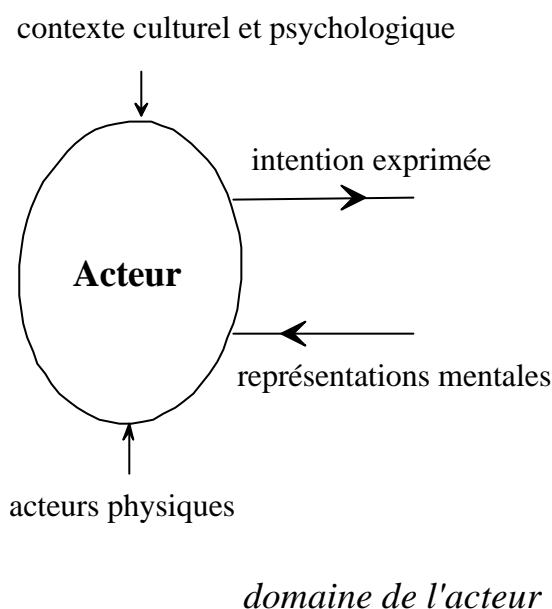 contexte culturel et psychologique
intention exprimée
Acteur
représentations mentales
acteurs physiques
domaine de l'acteur